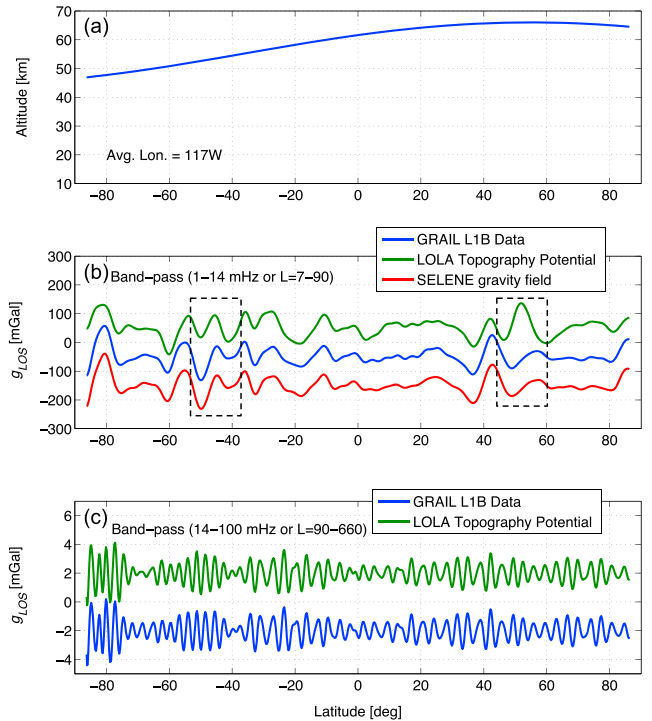 (a)
70
60
50
40
30
20
10
Altitude [km]
Avg. Lon. = 117W
−80 −60 −40 −20 0 20 40 60 80
GRAIL L1B Data
LOLA Topography Potential
SELENE gravity field
(b)
Band−pass (1−14 mHz or L=7−90)
300
200
100
0
−100
−200
−300
gLOS [mGal]
−80 −60 −40 −20 0 20 40 60 80
GRAIL L1B Data
LOLA Topography Potential
(c)
Band−pass (14−100 mHz or L=90−660)
6
4
2
0
−2
−4
gLOS [mGal]
−80 −60 −40 −20 0 20 40 60 80
Latitude [deg]